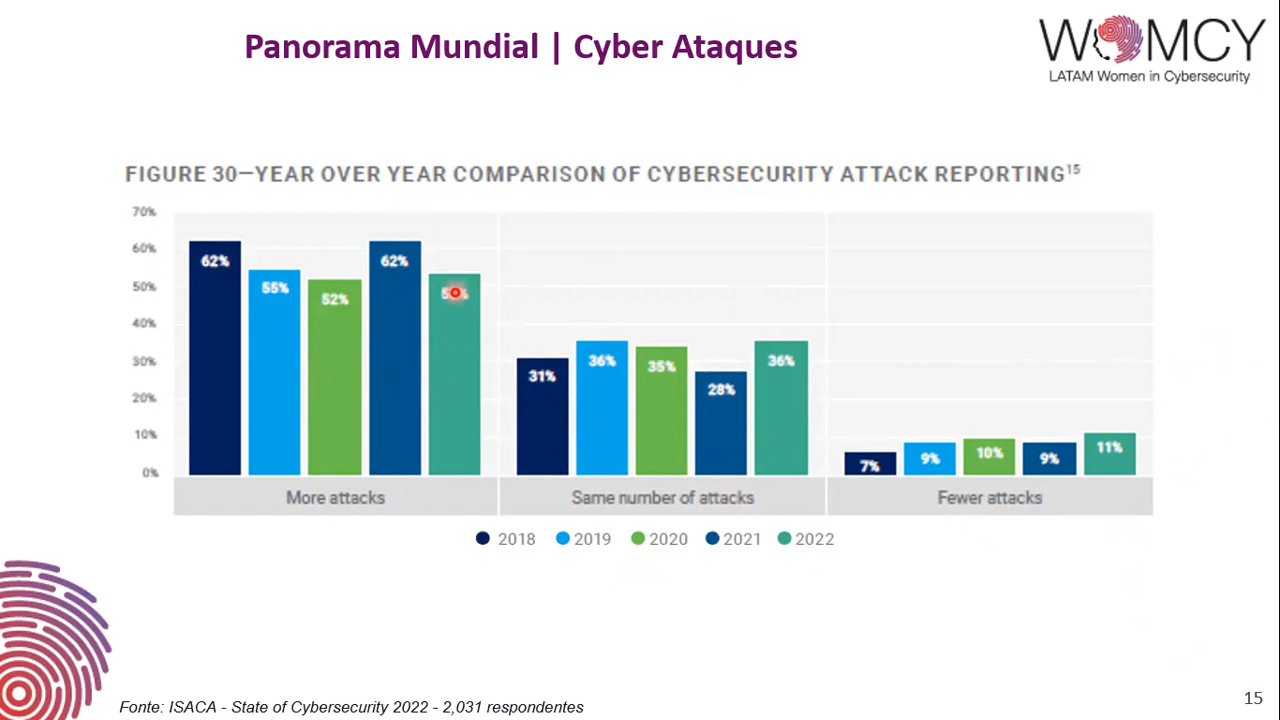 Panorama Mundial | Cyber Ataques
WOMCY
LATAM Women in Cybersecurity
FIGURE 30—YEAR OVER YEAR COMPARISON OF CYBERSECURITY ATTACK REPORTING15
70%
60%
50%
40%
30%
20%
10%
0%
62%
55%
52%
62%
31%
36%
35%
28%
36%
7%
9%
10%
9%
11%
More attacks
Same number of attacks
Fewer attacks
2018 2019 2020 2021 2022
Fonte: ISACA - State of Cybersecurity 2022 - 2,031 respondentes
15